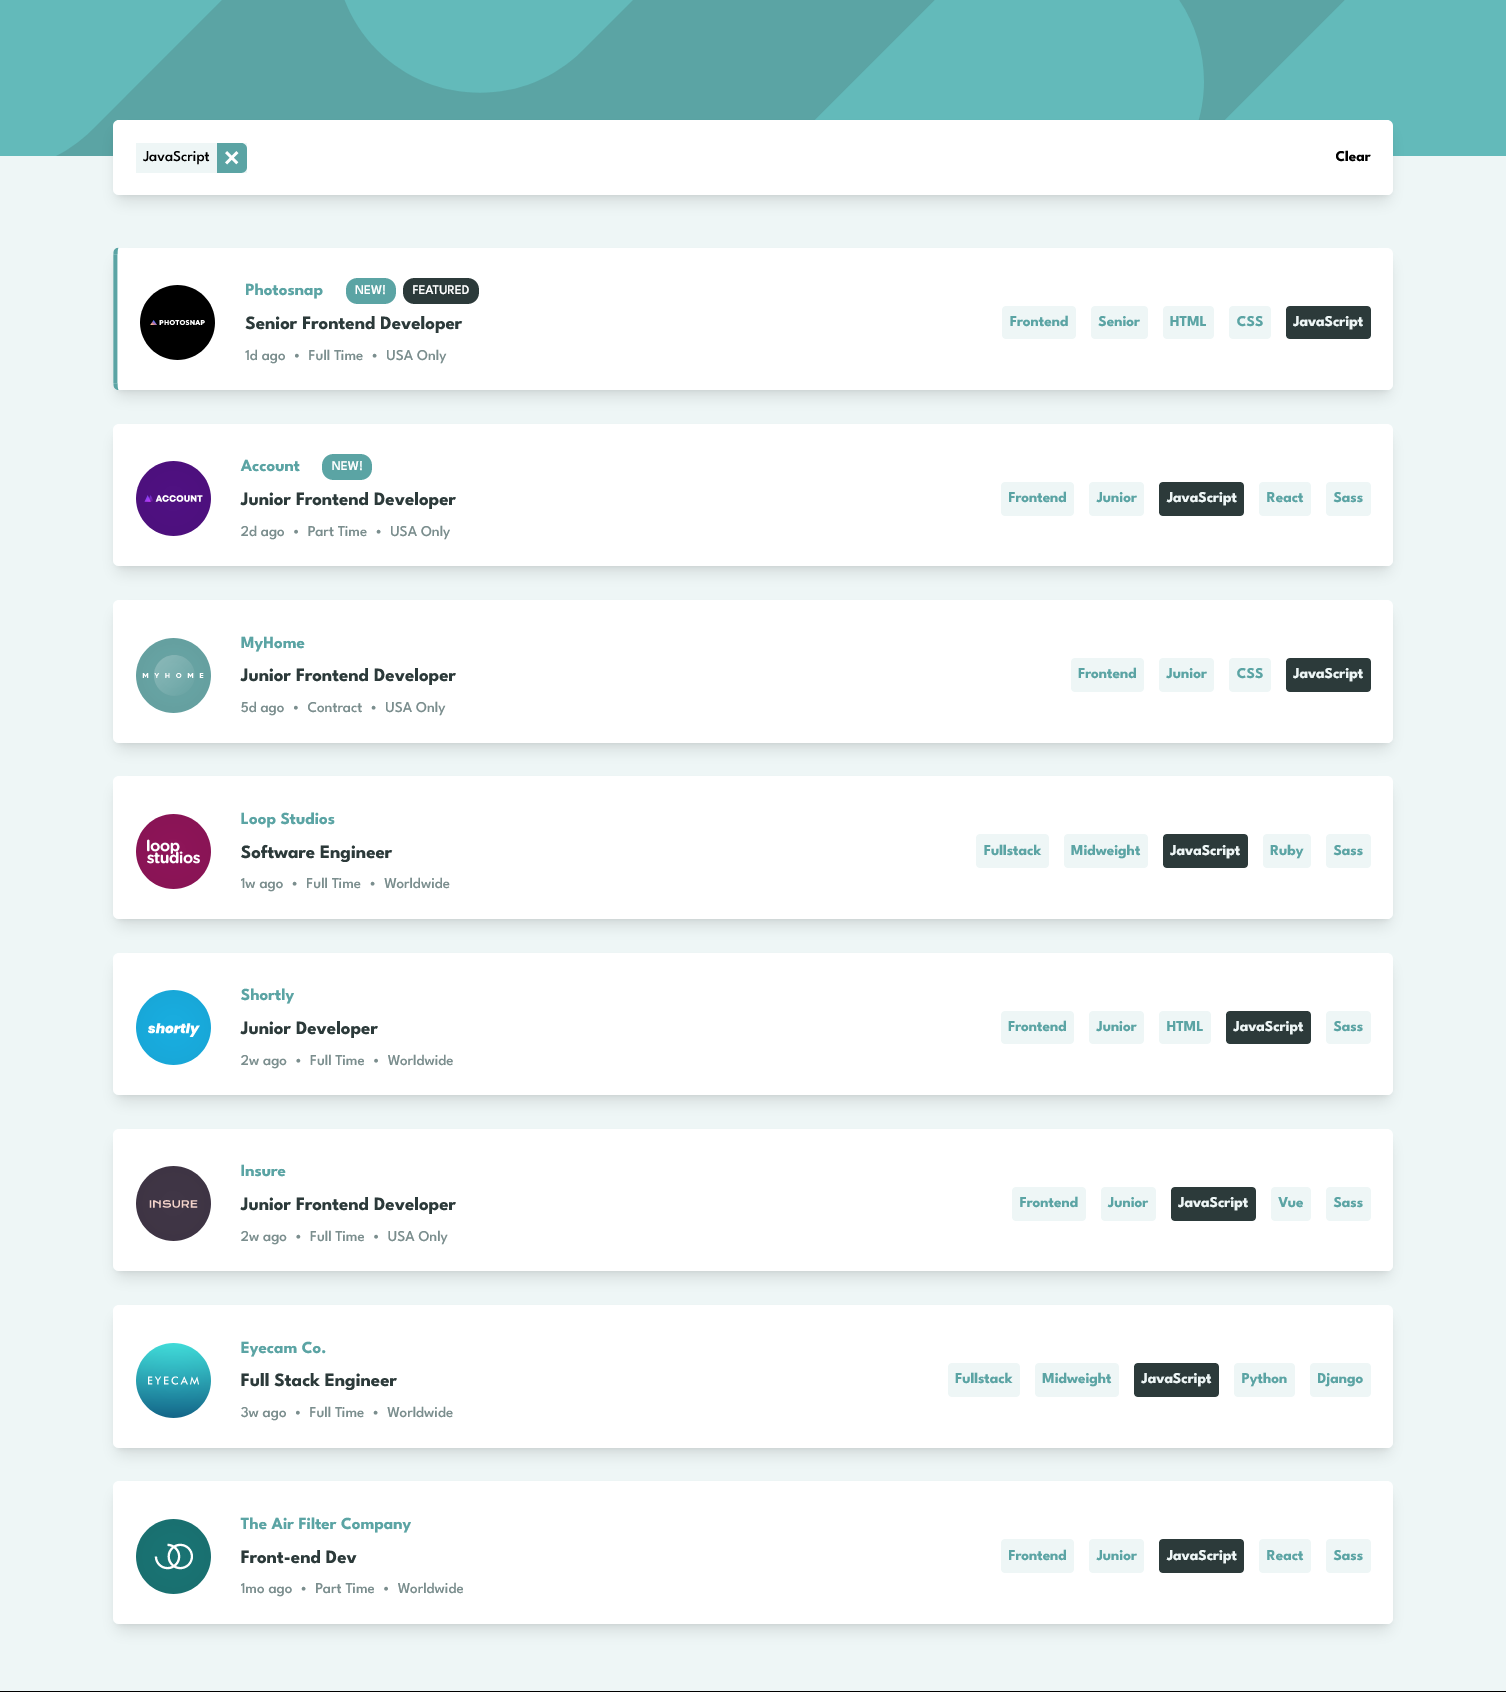 JavaScript
Clear
PHOTOSNAP
Photosnap NEW! FEATURED
Senior Frontend Developer
1d ago • Full Time • USA Only
Frontend Senior HTML CSS JavaScript
ACCOUNT
Account NEW!
Junior Frontend Developer
2d ago • Part Time • USA Only
Frontend Junior JavaScript React Sass
MYHOME
MyHome
Junior Frontend Developer
5d ago • Contract • USA Only
Frontend Junior CSS JavaScript
loop
studios
Loop Studios
Software Engineer
1w ago • Full Time • Worldwide
Fullstack Midweight JavaScript Ruby Sass
shortly
Shortly
Junior Developer
2w ago • Full Time • Worldwide
Frontend Junior HTML JavaScript Sass
INSURE
Insure
Junior Frontend Developer
2w ago • Full Time • USA Only
Frontend Junior JavaScript Vue Sass
EYECAM
Eyecam Co.
Full Stack Engineer
3w ago • Full Time • Worldwide
Fullstack Midweight JavaScript Python Django
The Air Filter Company
Front-end Dev
1mo ago • Part Time • Worldwide
Frontend Junior JavaScript React Sass